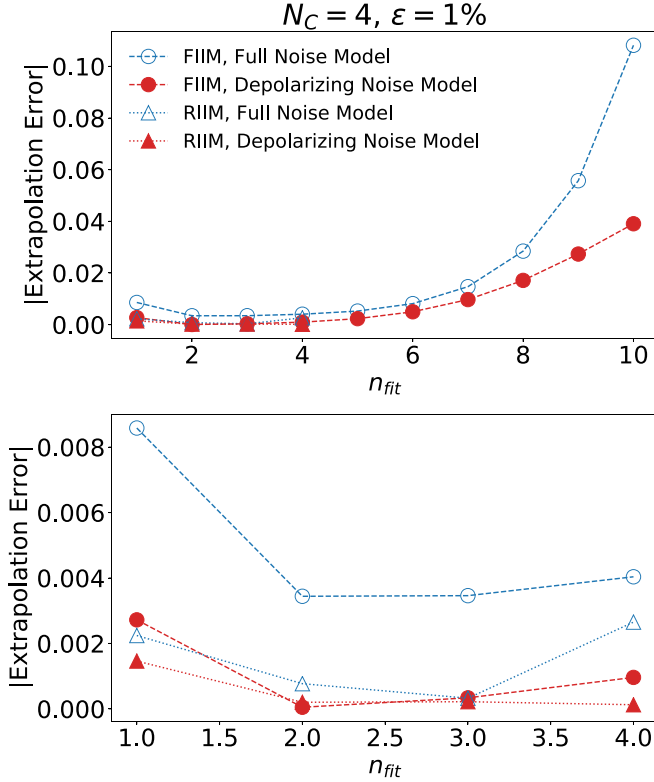 N_C = 4, ε = 1%
FIIM, Full Noise Model
FIIM, Depolarizing Noise Model
RIIM, Full Noise Model
RIIM, Depolarizing Noise Model
|Extrapolation Error|
0.10
0.08
0.06
0.04
0.02
0.00
2 4 6 8 10
n_fit
|Extrapolation Error|
0.008
0.006
0.004
0.002
0.000
1.0 1.5 2.0 2.5 3.0 3.5 4.0
n_fit